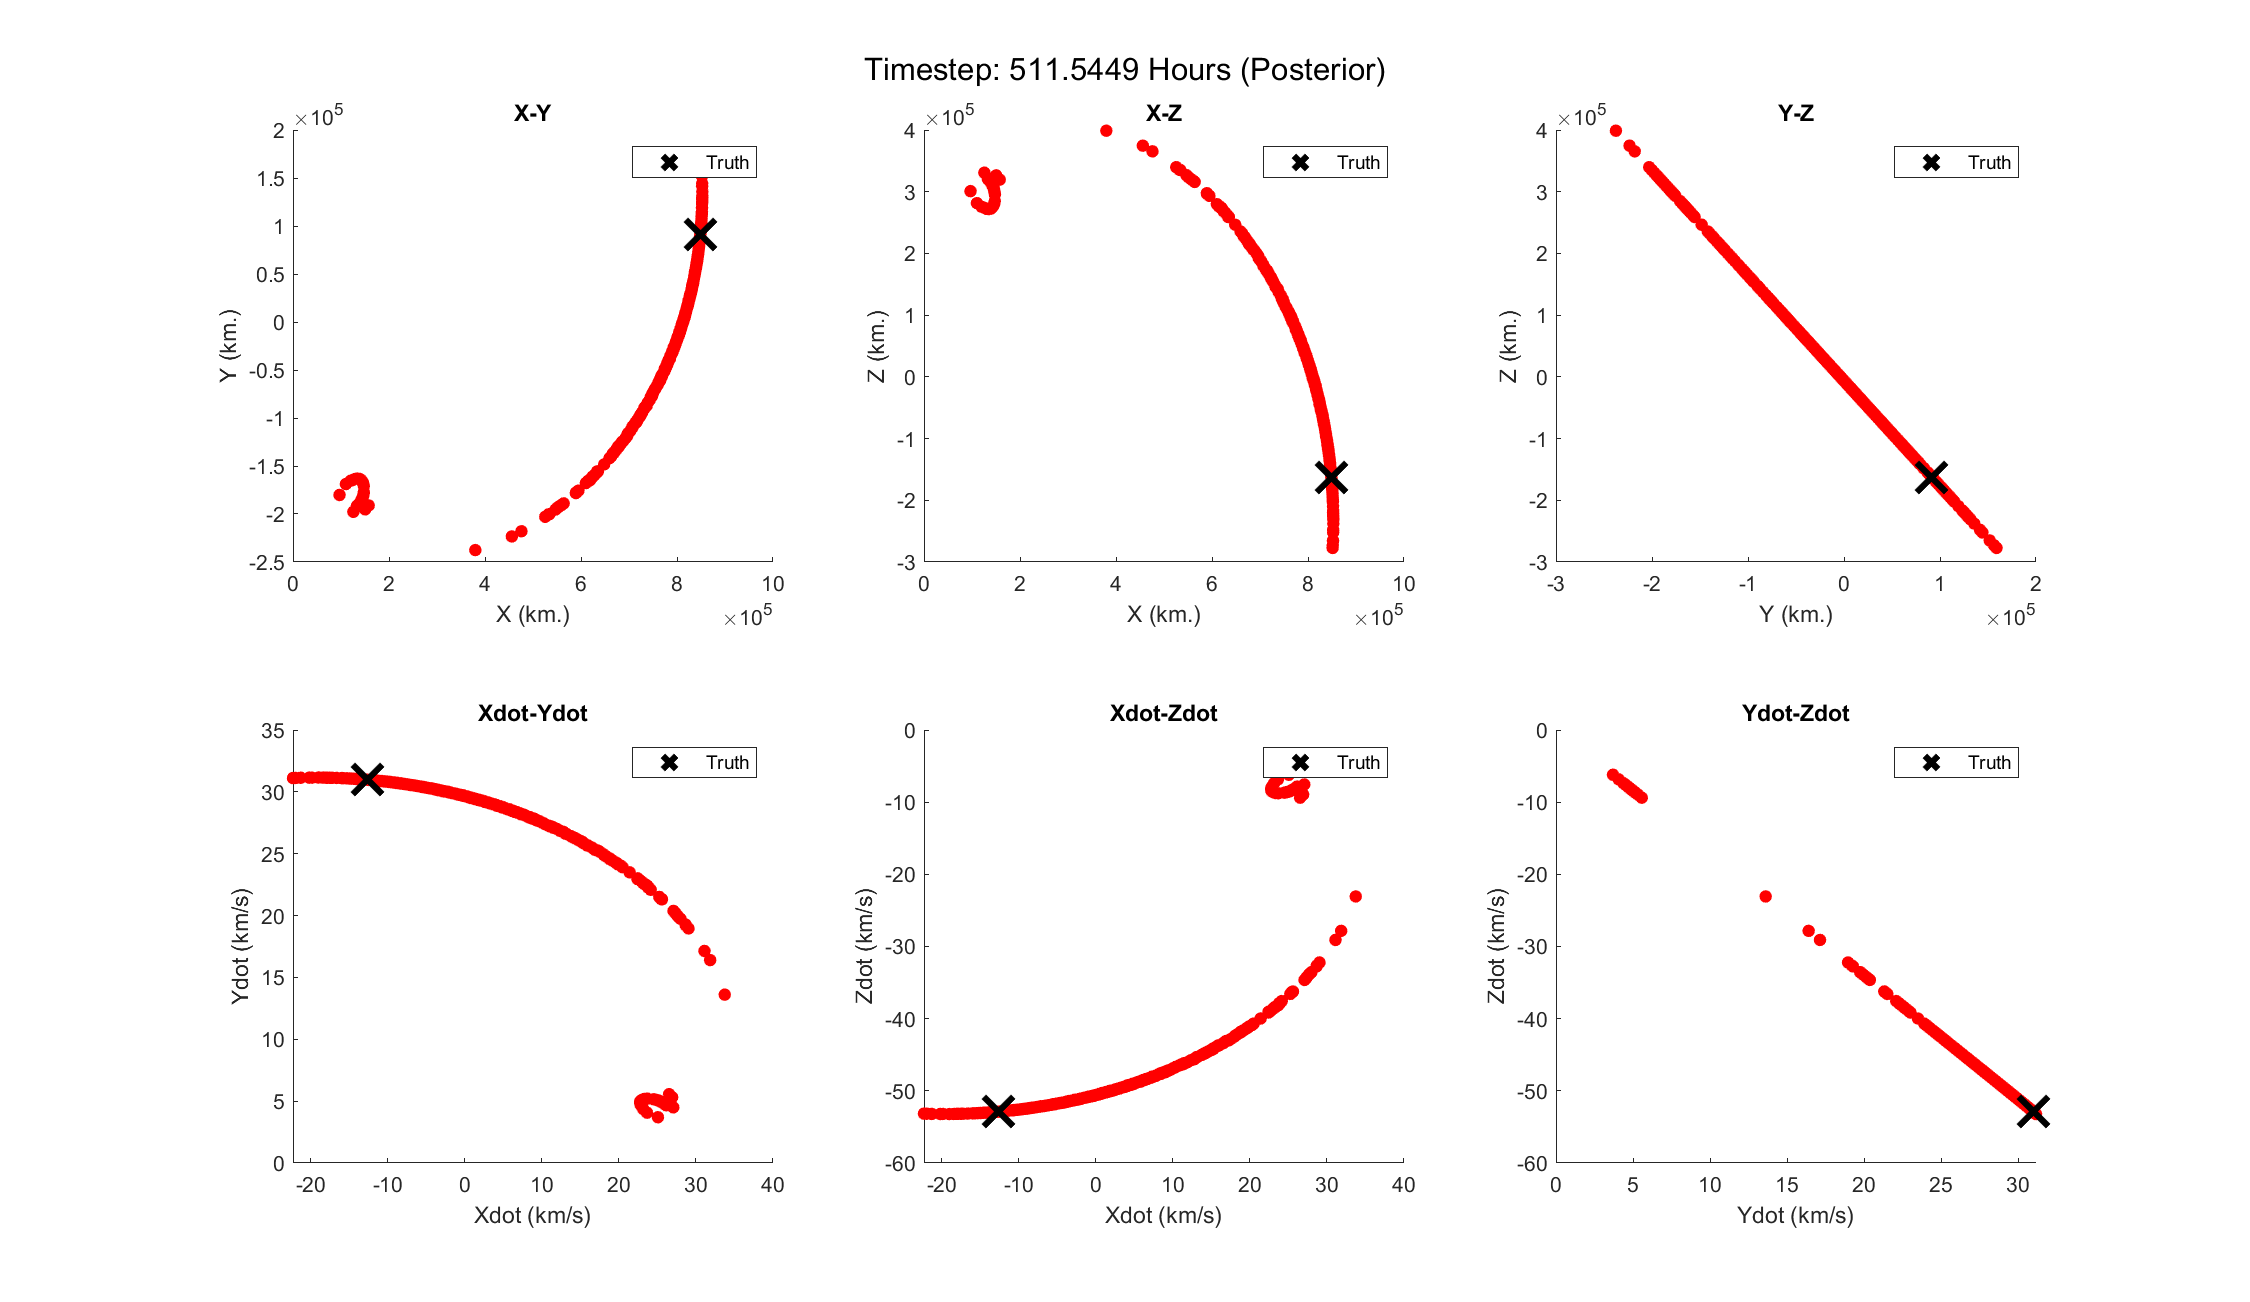 Timestep: 511.5449 Hours (Posterior)
X-Y
×10^5
2
1.5
1
0.5
0
-0.5
-1
-1.5
-2
-2.5
Y (km.)
Truth
0 2 4 6 8 10
X (km.)
×10^5
X-Z
×10^5
4
3
2
1
0
-1
-2
-3
Z (km.)
Truth
0 2 4 6 8 10
X (km.)
×10^5
Y-Z
×10^5
4
3
2
1
0
-1
-2
-3
Z (km.)
Truth
-3 -2 -1 0 1 2
Y (km.)
×10^5
Xdot-Ydot
35
30
25
20
15
10
5
0
Ydot (km/s)
Truth
-20 -10 0 10 20 30 40
Xdot (km/s)
Xdot-Zdot
0
-10
-20
-30
-40
-50
-60
Zdot (km/s)
Truth
-20 -10 0 10 20 30 40
Xdot (km/s)
Ydot-Zdot
0
-10
-20
-30
-40
-50
-60
Zdot (km/s)
Truth
0 5 10 15 20 25 30
Ydot (km/s)